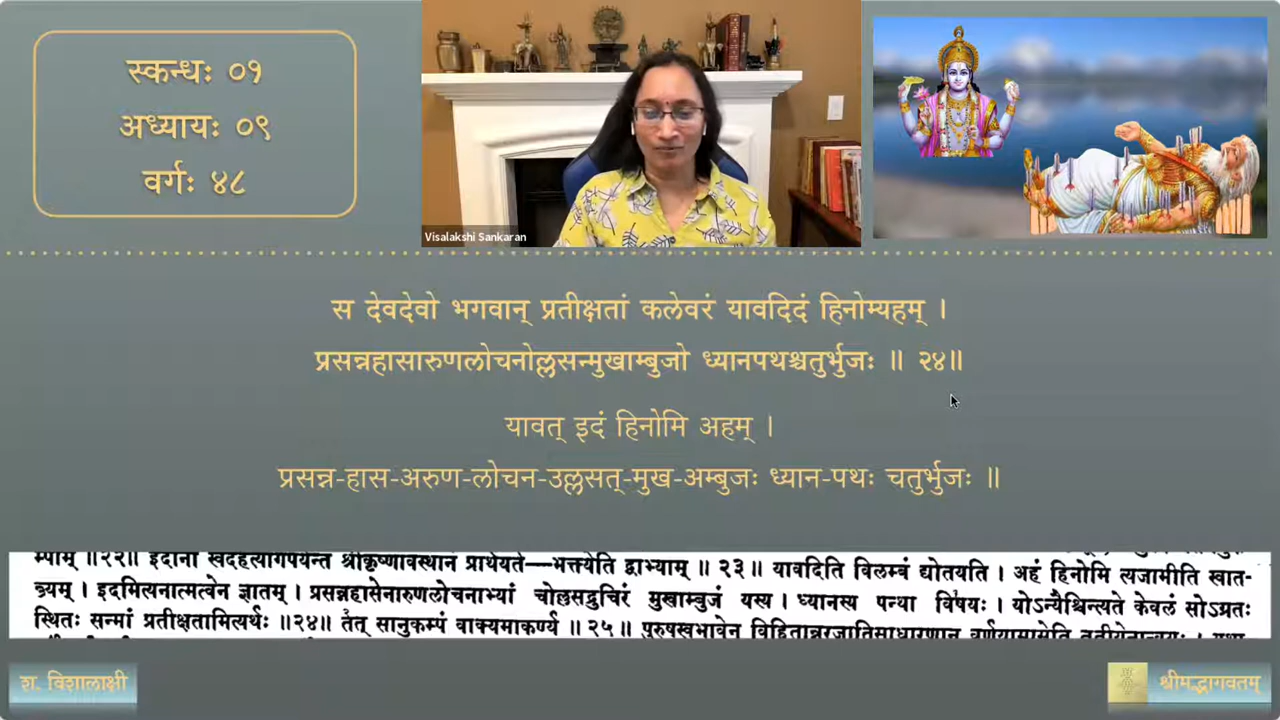 स्कन्धः ०१
अध्यायः ०९
वर्गः ४८
Visalakshi Sankaran
स देवदेवो भगवान् प्रतीक्षतां कलेवरं यावदिदं हिनोम्यहम् ।
प्रसन्नहासारुणलोचनोल्लसन्मुखाम्बुजो ध्यानपथश्चतुर्भुजः ॥ २४॥
यावत् इदं हिनोमि अहम् ।
प्रसन्न-हास-अरुण-लोचन-उल्लसत्-मुख-अम्बुजः ध्यान-पथः चतुर्भुजः ॥
म्पाम् ॥२२॥ इदानीं स्वदेहत्यागपर्यन्तं श्रीकृष्णावस्थानं प्रार्थयते—भक्त्येति द्वाभ्याम् ॥ २३॥ यावदिति विलम्बं द्योतयति । अहं हिनोमि त्यजामीति स्वात-
त्र्यम् । इदमित्यनात्मत्वेन ज्ञातम् । प्रसन्नहासेनारुणलोचनाभ्यां चोल्लसद्रुचिरं मुखाम्बुजं यस्य । ध्यानस्य पन्था विषयः । योऽन्यैश्चिन्त्यते केवलं सोऽग्रतः
स्थितः सन्मां प्रतीक्षतामित्यर्थः ॥२४॥ तत् सानुकम्पं वाक्यमाकर्ण्य ॥ २५॥ पुरुषस्वभावेन
श. विशालाक्षी
श्रीमद्भागवतम्